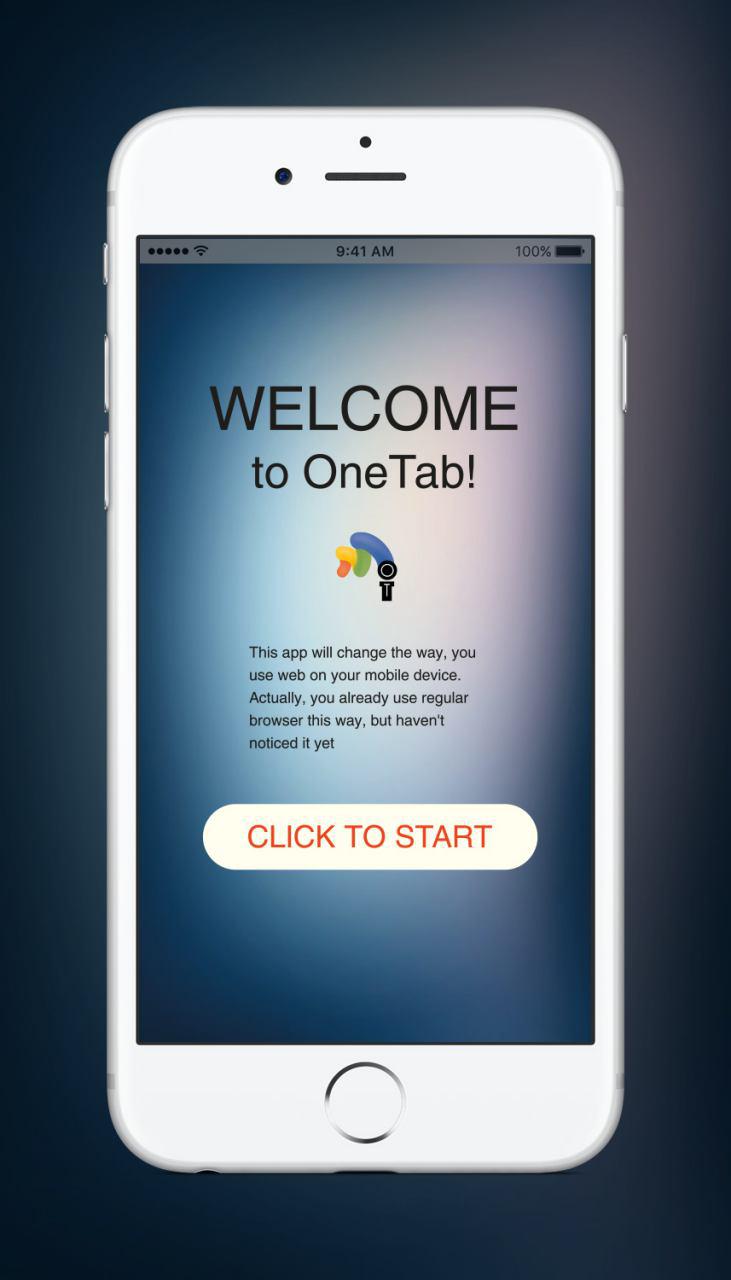 9:41 AM
100%
WELCOME
to OneTab!
This app will change the way, you
use web on your mobile device.
Actually, you already use regular
browser this way, but haven't
noticed it yet
CLICK TO START